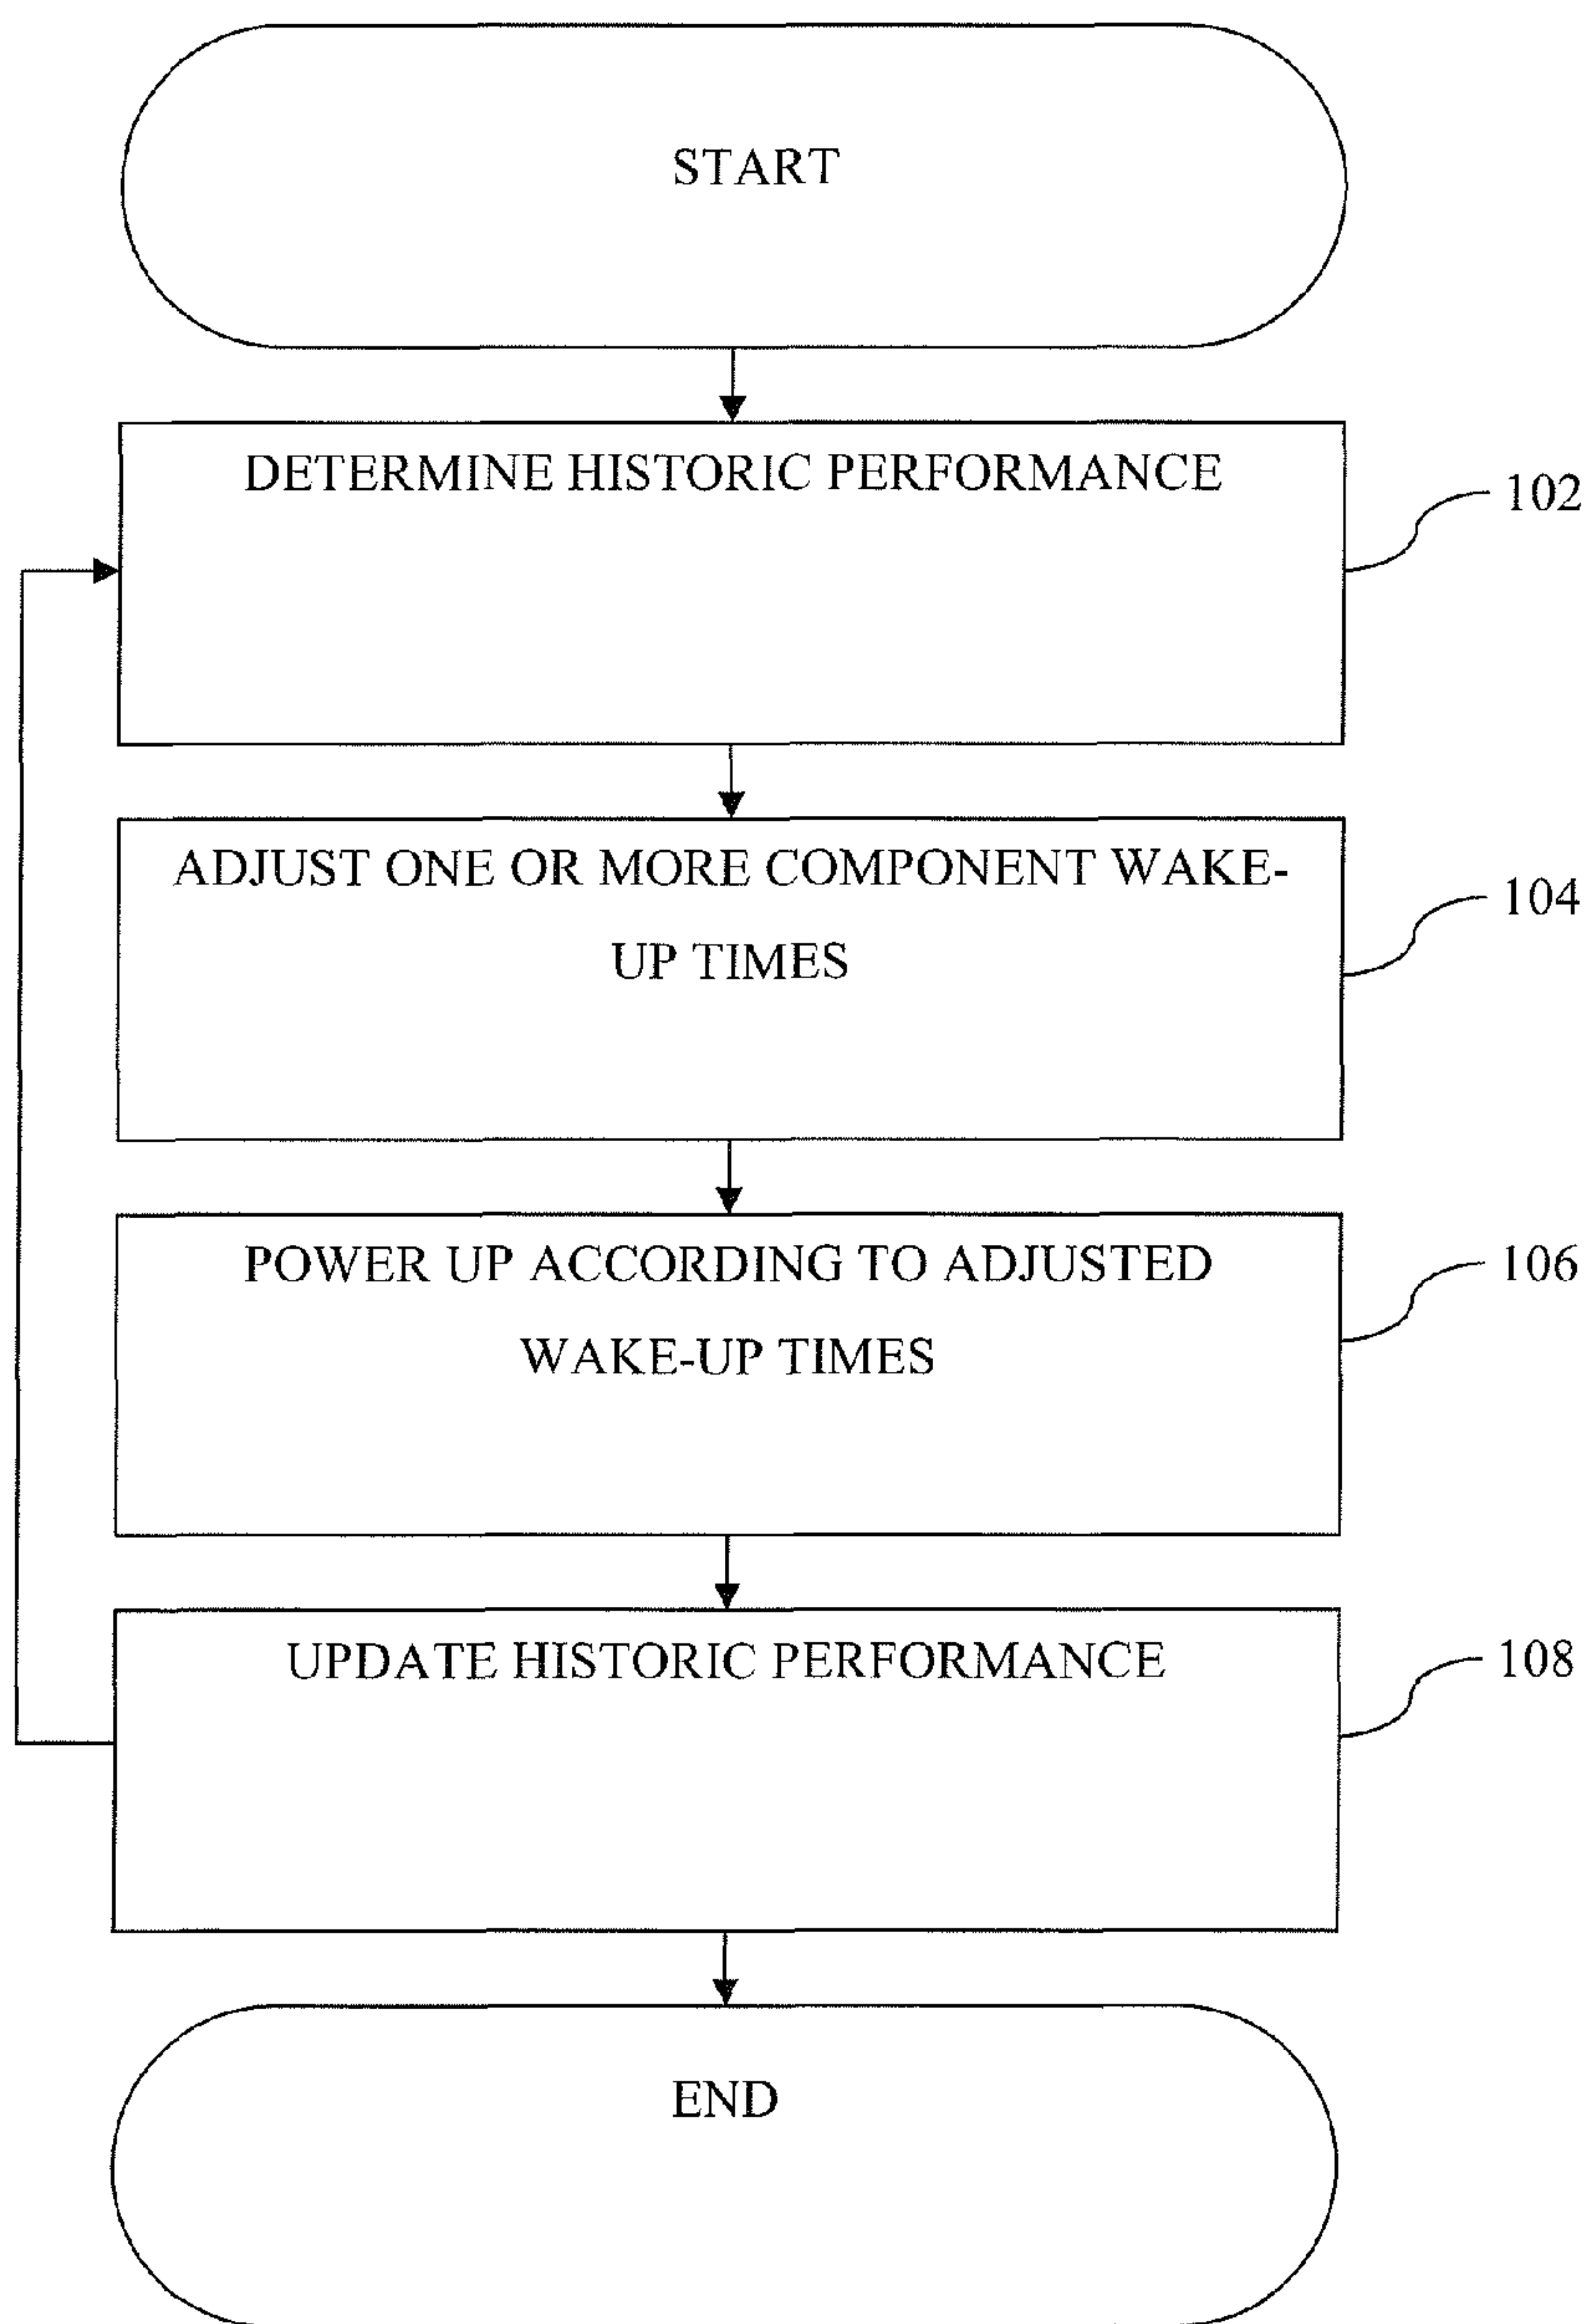 START
DETERMINE HISTORIC PERFORMANCE
102
ADJUST ONE OR MORE COMPONENT WAKE-
UP TIMES
104
POWER UP ACCORDING TO ADJUSTED
WAKE-UP TIMES
106
UPDATE HISTORIC PERFORMANCE
108
END